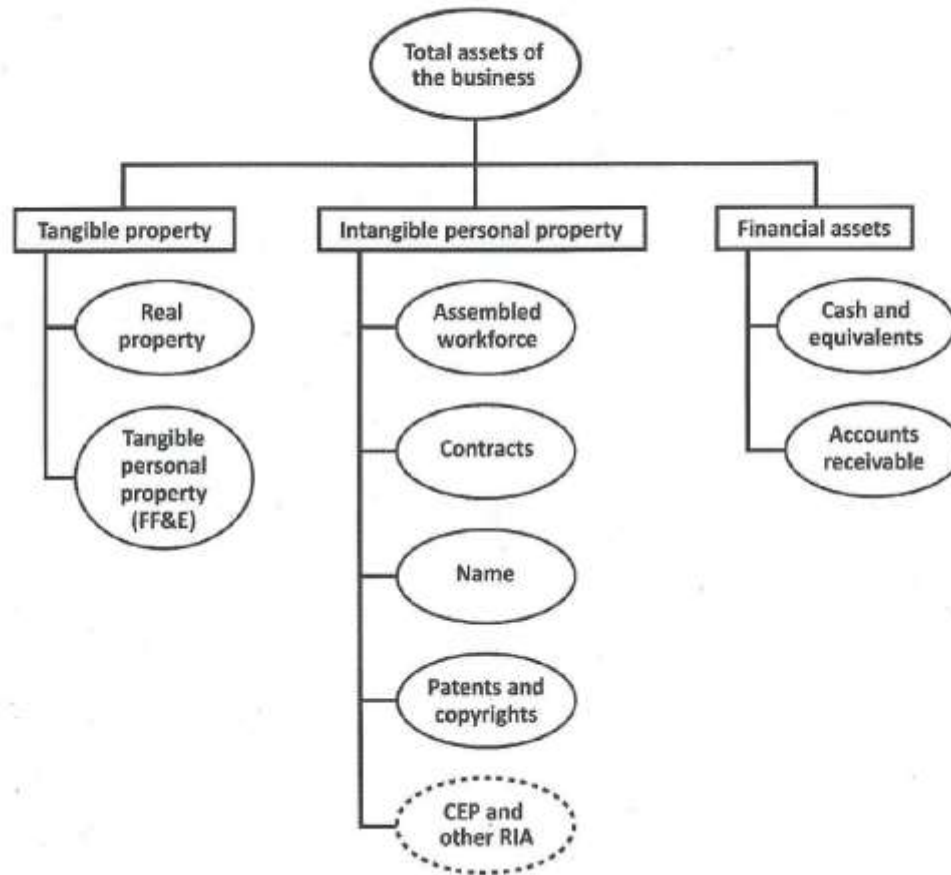 Total assets of
the business
Tangible property
Intangible personal property
Financial assets
Real
property
Tangible
personal
property
(FF&E)
Assembled
workforce
Contracts
Name
Patents and
copyrights
CEP and
other RIA
Cash and
equivalents
Accounts
receivable